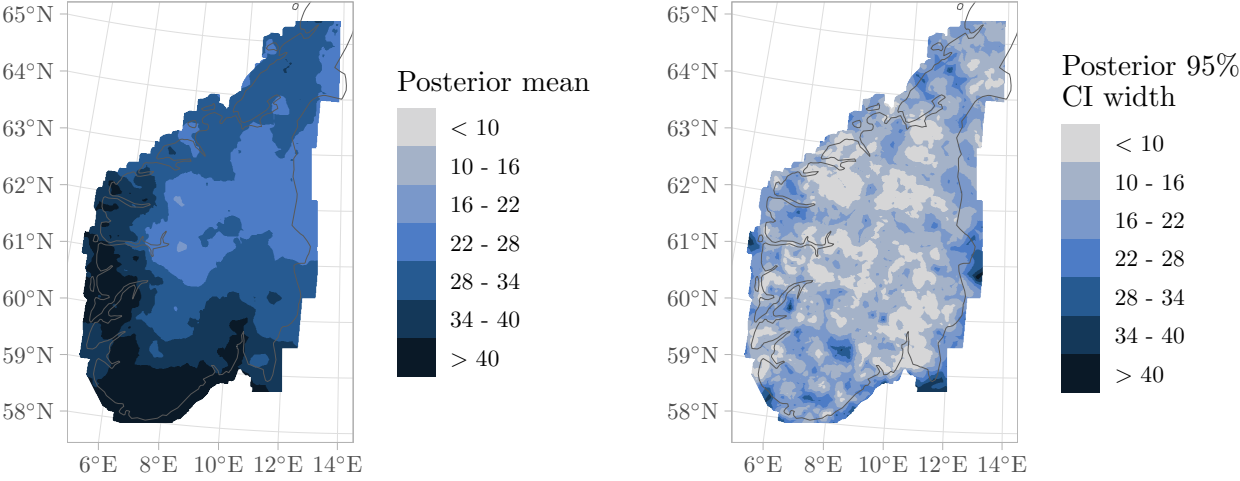 65°N
64°N
63°N
62°N
61°N
60°N
59°N
58°N
6°E 8°E 10°E 12°E 14°E
Posterior mean
< 10
10 - 16
16 - 22
22 - 28
28 - 34
34 - 40
> 40
65°N
64°N
63°N
62°N
61°N
60°N
59°N
58°N
6°E 8°E 10°E 12°E 14°E
Posterior 95%
CI width
< 10
10 - 16
16 - 22
22 - 28
28 - 34
34 - 40
> 40